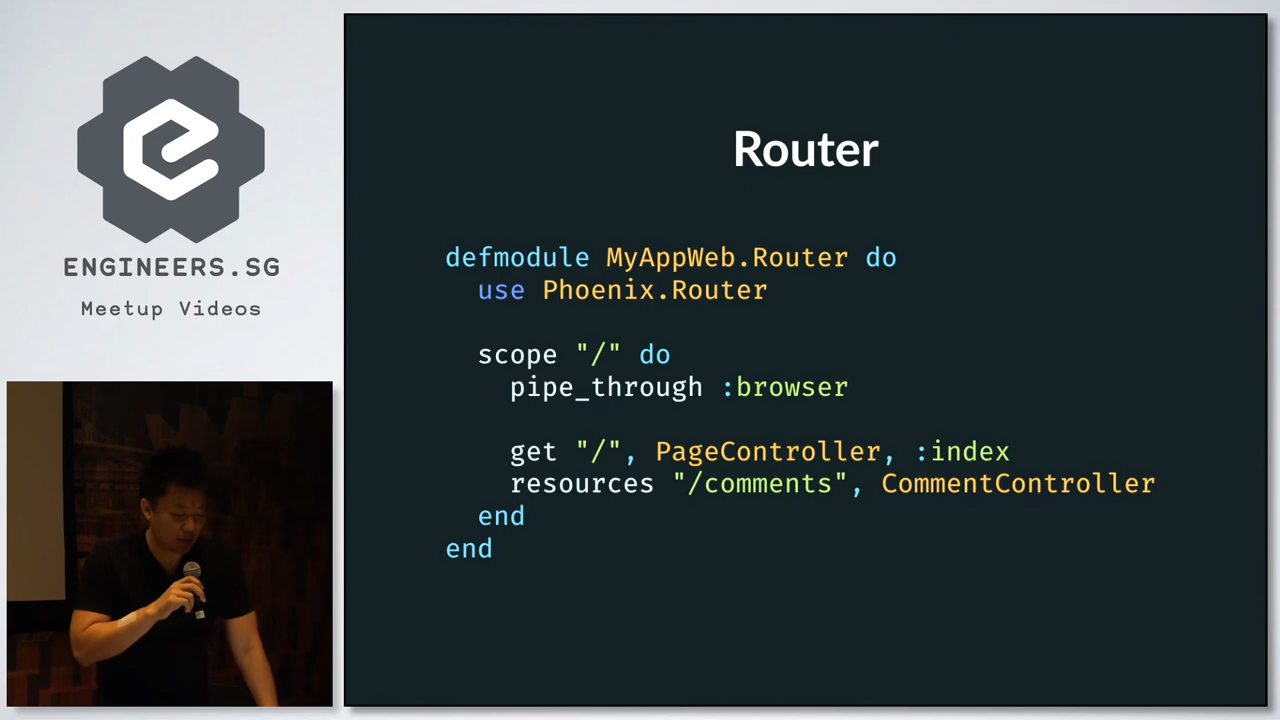 ENGINEERS.SG
Meetup Videos
Router
defmodule MyAppWeb.Router do
use Phoenix.Router
scope "/" do
pipe_through :browser
get "/", PageController, :index
resources "/comments", CommentController
end
end